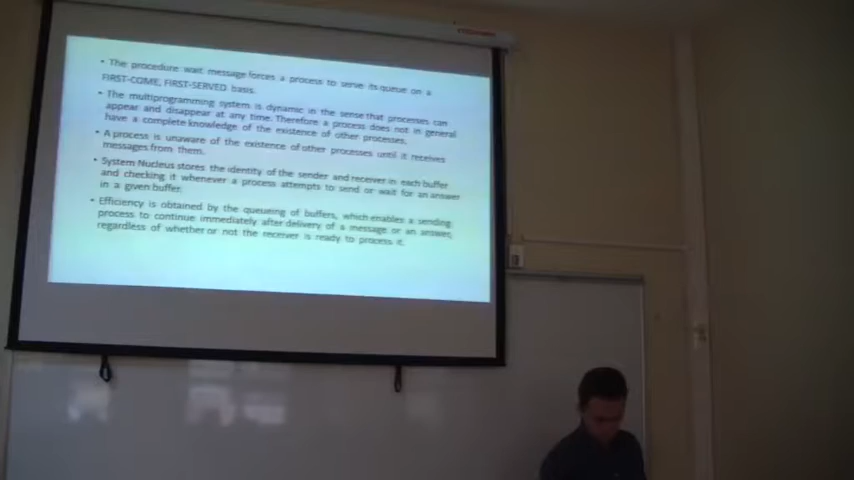 • The procedure wait message forces a process to serve its queue on a
FIRST-COME, FIRST-SERVED basis.
• The multiprogramming system is dynamic in the sense that processes can
appear and disappear at any time. Therefore a process does not in general
have a complete knowledge of the existence of other processes.
• A process is unaware of the existence of other processes until it receives
messages from them.
• System Nucleus stores the identity of the sender and receiver in each buffer
and checking it whenever a process attempts to send or wait for an answer
in a given buffer.
• Efficiency is obtained by the queueing of buffers, which enables a sending
process to continue immediately after delivery of a message or an answer,
regardless of whether or not the receiver is ready to process it.